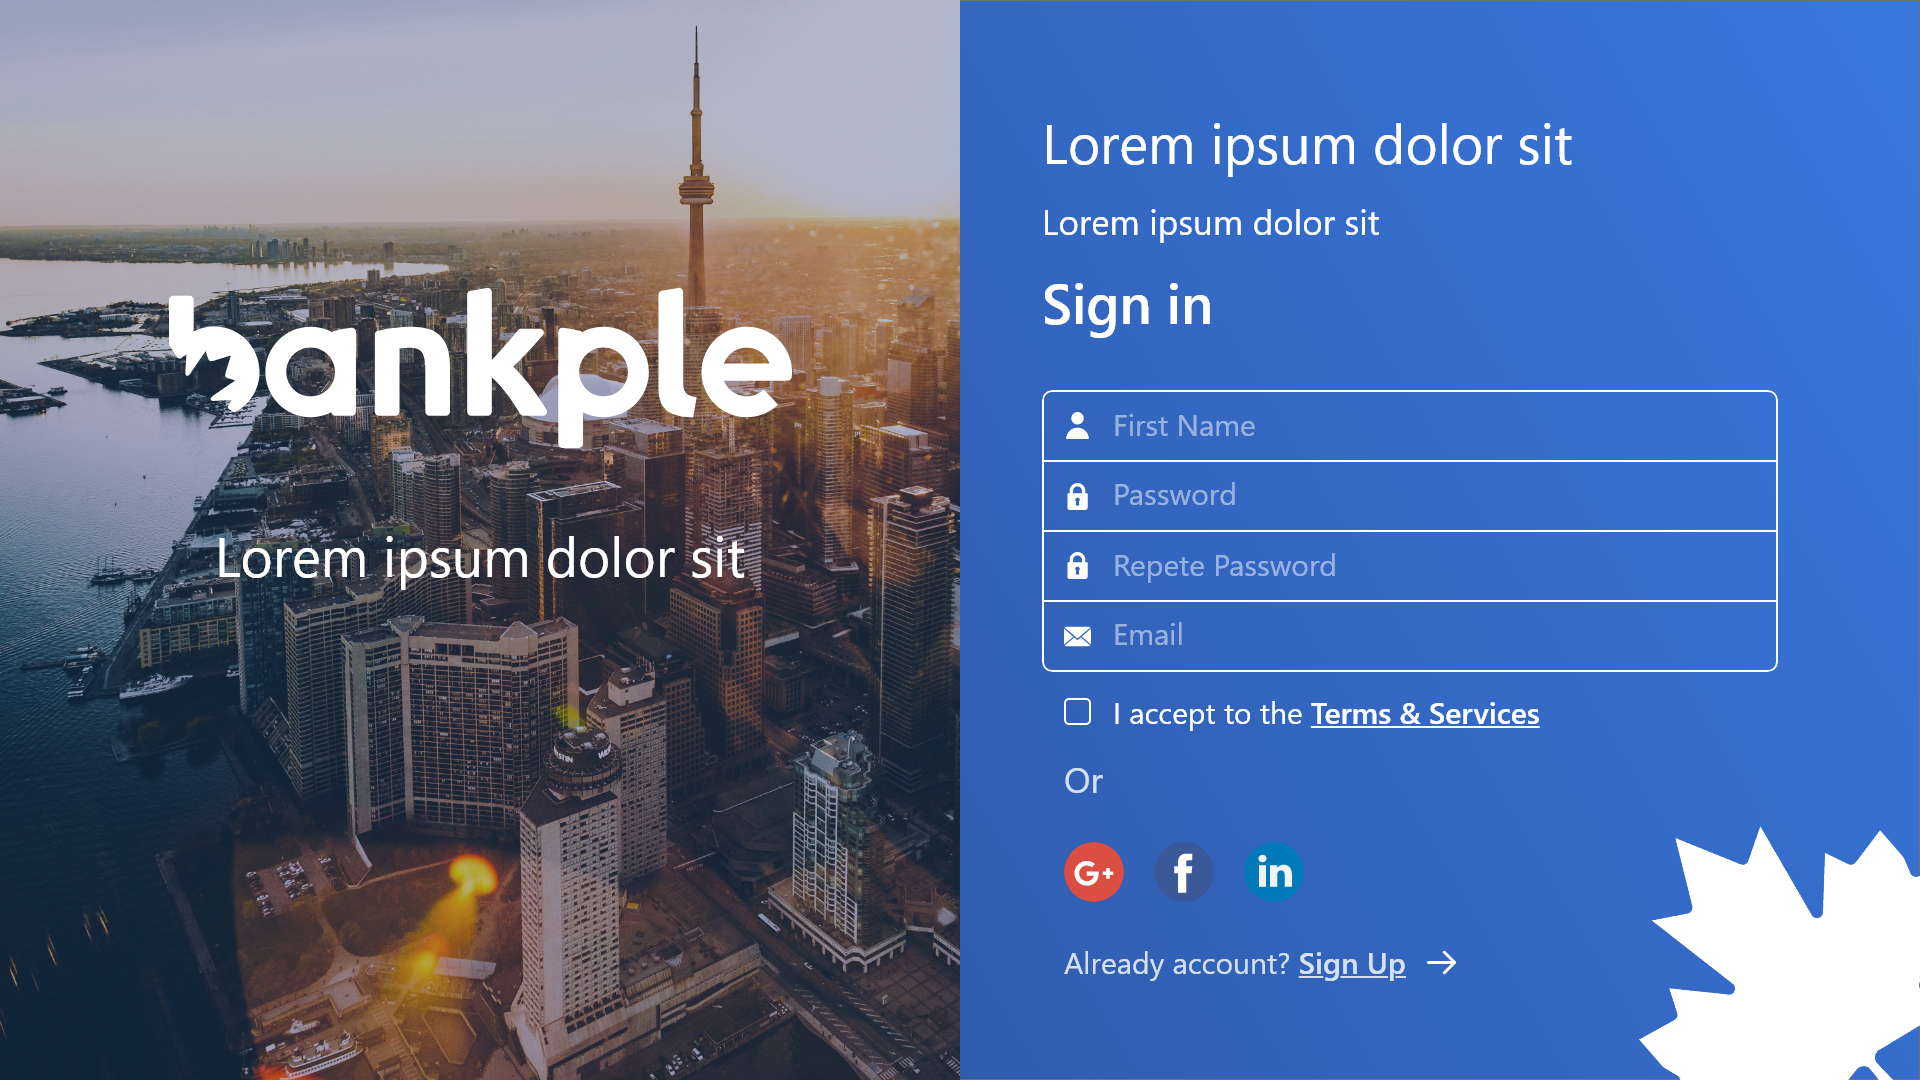 bankple
Lorem ipsum dolor sit
Lorem ipsum dolor sit
Lorem ipsum dolor sit
Sign in
First Name
Password
Repete Password
Email
I accept to the Terms & Services
Or
G+
f
in
Already account? Sign Up